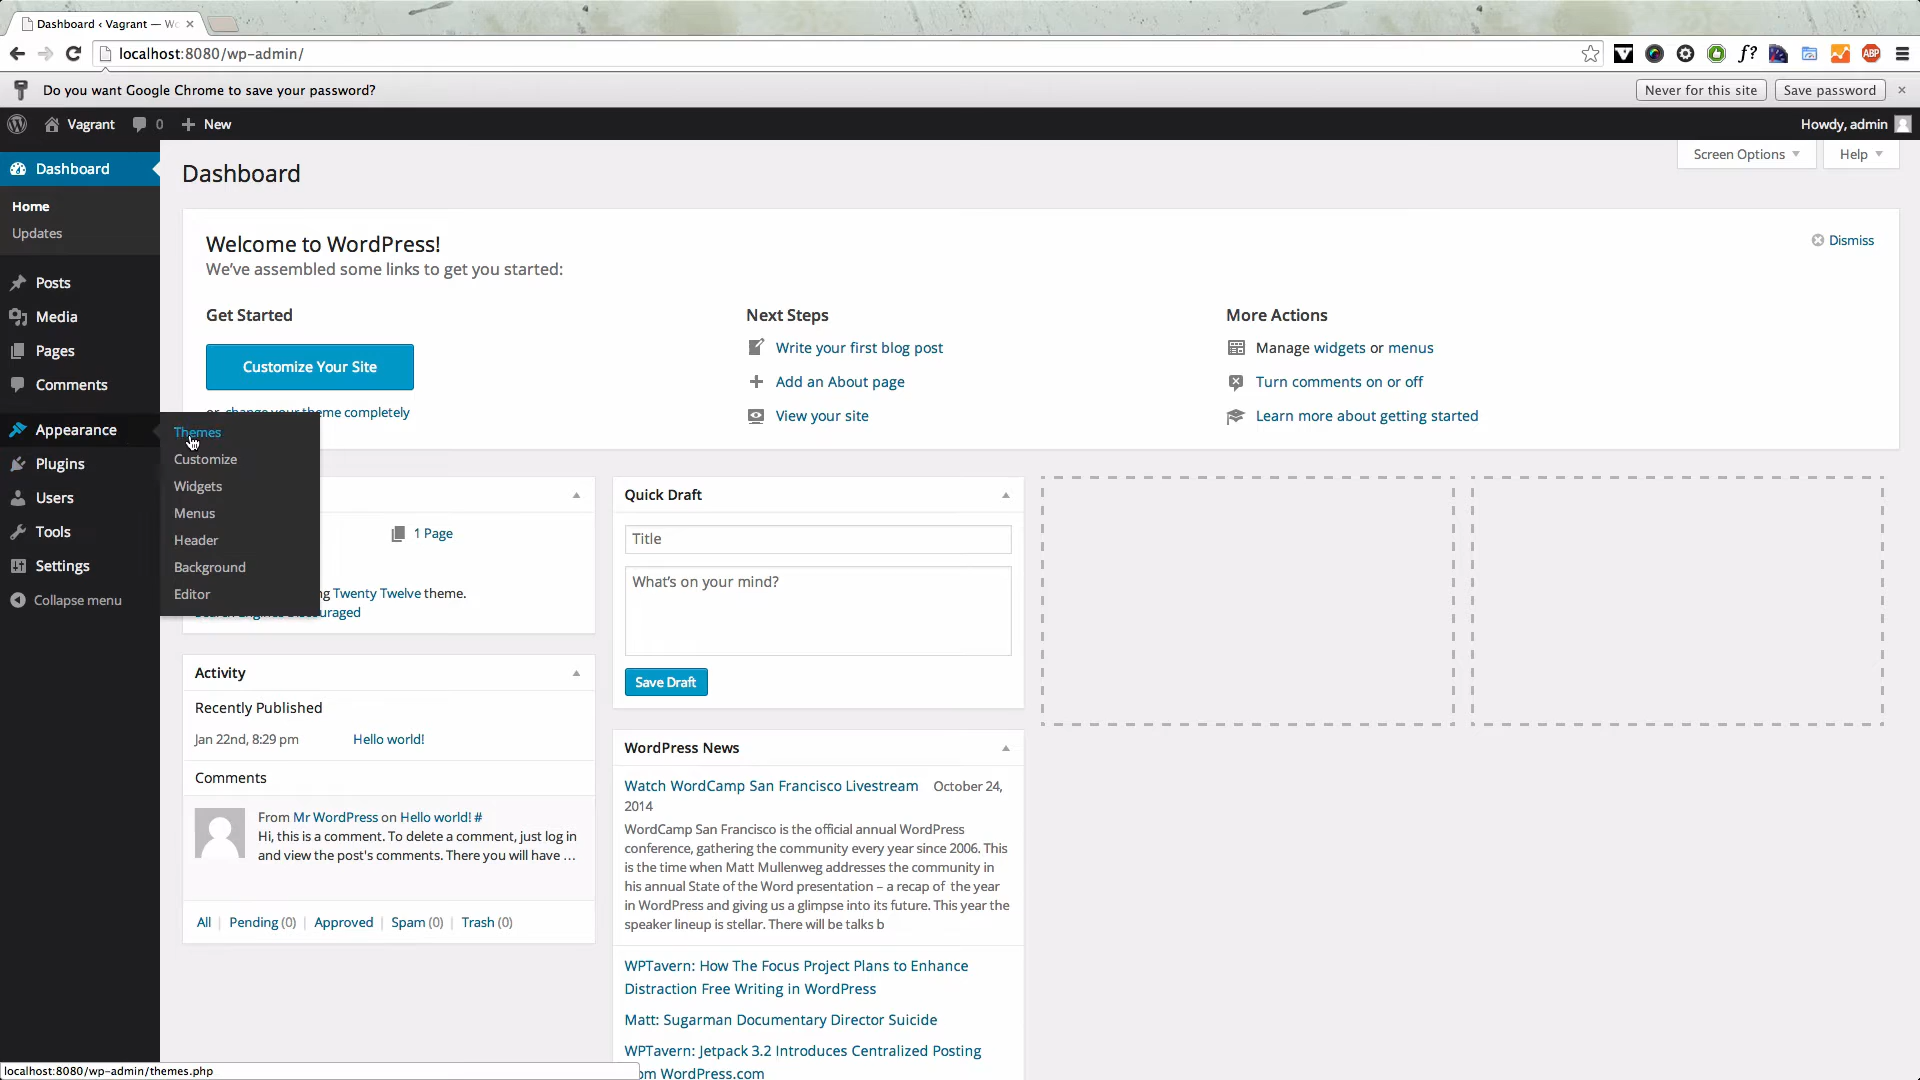 Dashboard ‹ Vagrant — Wo
localhost:8080/wp-admin/
f?
ABP
Do you want Google Chrome to save your password?
Never for this site
Save password
Vagrant
0
New
Howdy, admin
Dashboard
Home
Updates
Posts
Media
Pages
Comments
Appearance
Plugins
Users
Tools
Settings
Collapse menu
Themes
Customize
Widgets
Menus
Header
Background
Editor
Dashboard
Screen Options
Help
Welcome to WordPress!
We've assembled some links to get you started:
Dismiss
Get Started
Customize Your Site
or, change your theme completely
Next Steps
Write your first blog post
Add an About page
View your site
More Actions
Manage widgets or menus
Turn comments on or off
Learn more about getting started
1 Page
ng Twenty Twelve theme.
uraged
Activity
Recently Published
Jan 22nd, 8:29 pm
Hello world!
Comments
From Mr WordPress on Hello world! #
Hi, this is a comment. To delete a comment, just log in
and view the post's comments. There you will have …
All | Pending (0) | Approved | Spam (0) | Trash (0)
Quick Draft
Title
What's on your mind?
Save Draft
WordPress News
Watch WordCamp San Francisco Livestream October 24,
2014
WordCamp San Francisco is the official annual WordPress
conference, gathering the community every year since 2006. This
is the time when Matt Mullenweg addresses the community in
his annual State of the Word presentation – a recap of the year
in WordPress and giving us a glimpse into its future. This year the
speaker lineup is stellar. There will be talks b
WPTavern: How The Focus Project Plans to Enhance
Distraction Free Writing in WordPress
Matt: Sugarman Documentary Director Suicide
WPTavern: Jetpack 3.2 Introduces Centralized Posting
om WordPress.com
localhost:8080/wp-admin/themes.php